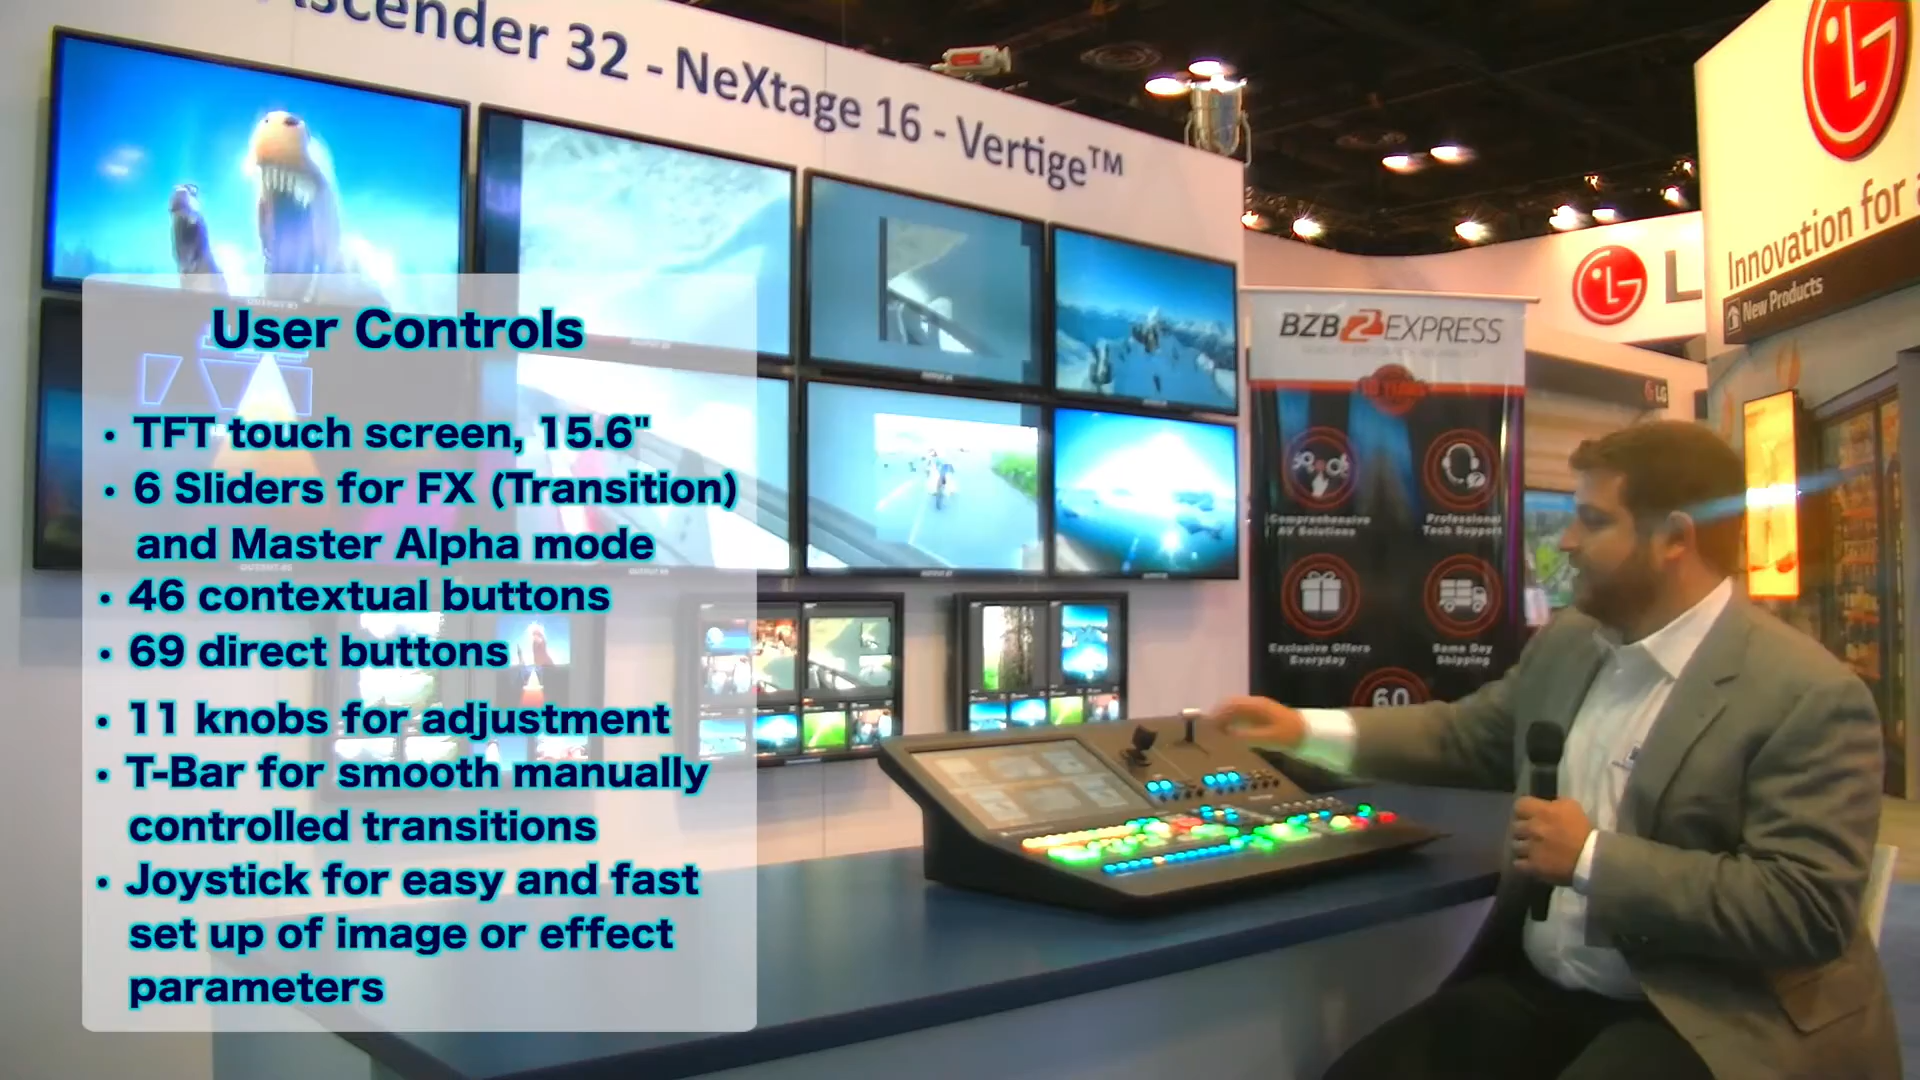 scender 32 - NeXtage 16 - Vertige™
LG
Innovation for a
New Products
L
BZB EXPRESS
LG
Comprehensive
AV Solutions
Professional
Tech Support
Exclusive Offers
Everyday
Same Day
Shipping
60
User Controls
• TFT touch screen, 15.6"
• 6 Sliders for FX (Transition)
and Master Alpha mode
• 46 contextual buttons
• 69 direct buttons
• 11 knobs for adjustment
• T-Bar for smooth manually
controlled transitions
• Joystick for easy and fast
set up of image or effect
parameters